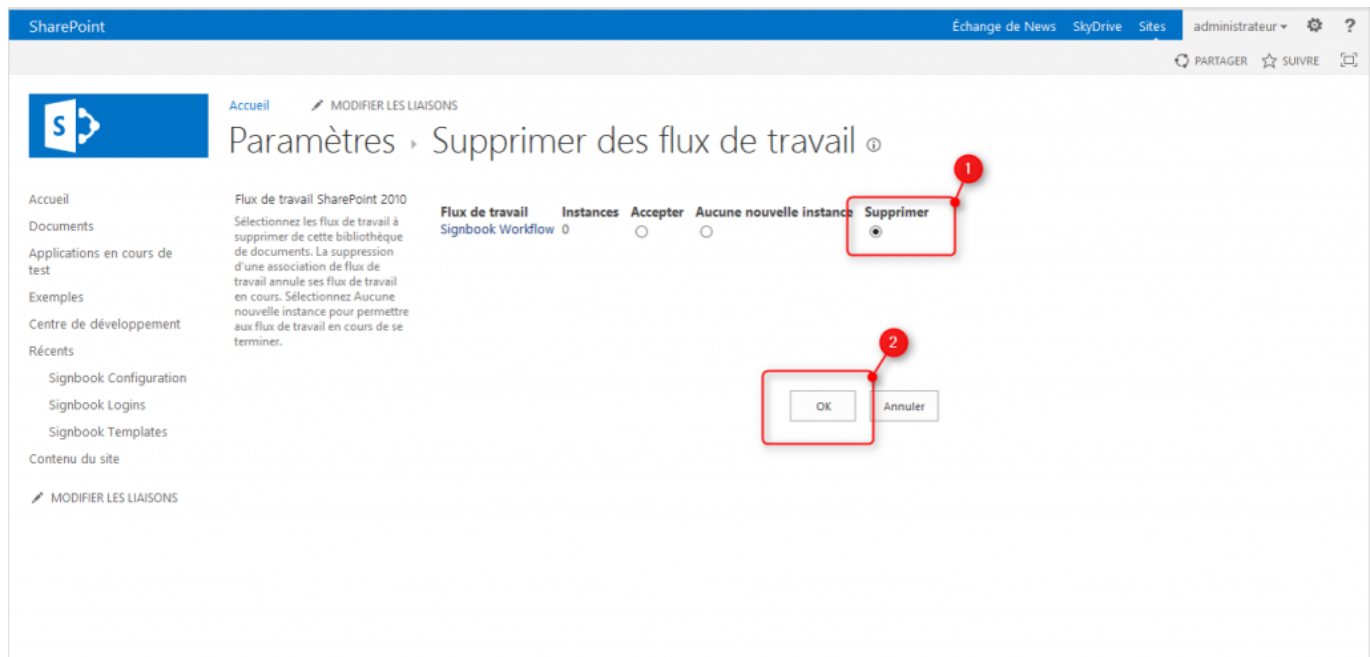 SharePoint
Échange de News SkyDrive Sites administrateur ?
PARTAGER SUIVRE
S
Accueil MODIFIER LES LIAISONS
Paramètres Supprimer des flux de travail
1
Accueil
Documents
Applications en cours de
test
Exemples
Centre de développement
Récents
Signbook Configuration
Signbook Logins
Signbook Templates
Contenu du site
MODIFIER LES LIAISONS
Flux de travail SharePoint 2010
Sélectionnez les flux de travail à
supprimer de cette bibliothèque
de documents. La suppression
d'une association de flux de
travail annule ses flux de travail
en cours. Sélectionnez Aucune
nouvelle instance pour permettre
aux flux de travail en cours de se
terminer.
Flux de travail Instances Accepter Aucune nouvelle instance Supprimer
Signbook Workflow 0
2
OK Annuler